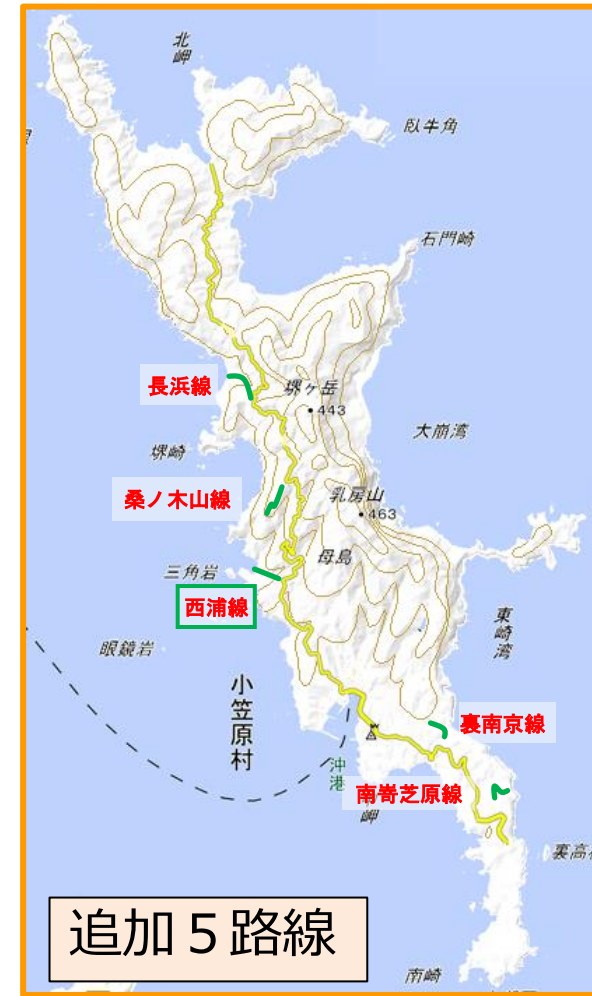 北
岬
臥牛角
石門崎
長浜線
堺ヶ岳
・443
大崩湾
堺崎
桑ノ木山線
乳房山
・463
母島
三角岩
西浦線
東崎湾
眼鏡岩
小笠原村
裏南京線
沖港
南嵜芝原線
岬
裏高
追加5路線
南崎